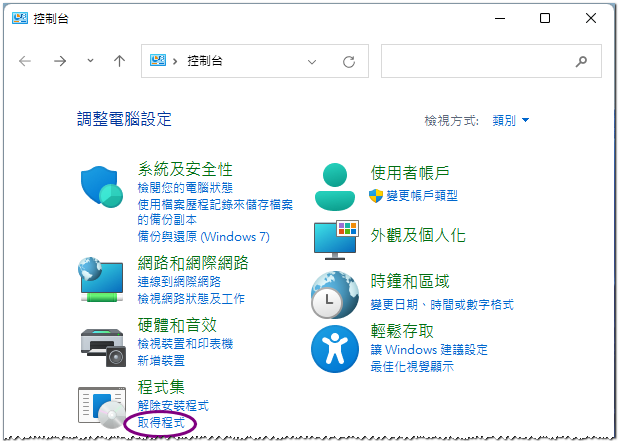 控制台
控制台
調整電腦設定
檢視方式: 類別
系統及安全性
檢閱您的電腦狀態
使用檔案歷程記錄來儲存檔案
的備份副本
備份與還原 (Windows 7)
網路和網際網路
連線到網際網路
檢視網路狀態及工作
硬體和音效
檢視裝置和印表機
新增裝置
程式集
解除安裝程式
取得程式
使用者帳戶
變更帳戶類型
外觀及個人化
時鐘和區域
變更日期、時間或數字格式
輕鬆存取
讓 Windows 建議設定
最佳化視覺顯示